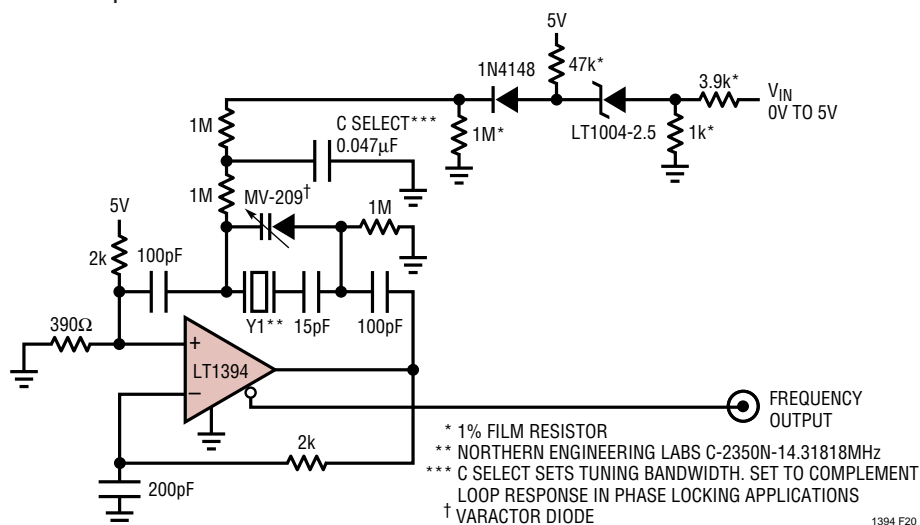 5V
1N4148
47k*
3.9k*
VIN
0V TO 5V
LT1004-2.5
1k*
1M
C SELECT***
0.047µF
1M*
1M
MV-209†
1M
5V
2k
100pF
Y1**
15pF
100pF
390Ω
+
LT1394
−
2k
200pF
FREQUENCY
OUTPUT
* 1% FILM RESISTOR
** NORTHERN ENGINEERING LABS C-2350N-14.31818MHz
*** C SELECT SETS TUNING BANDWIDTH. SET TO COMPLEMENT
LOOP RESPONSE IN PHASE LOCKING APPLICATIONS
† VARACTOR DIODE
1394 F20